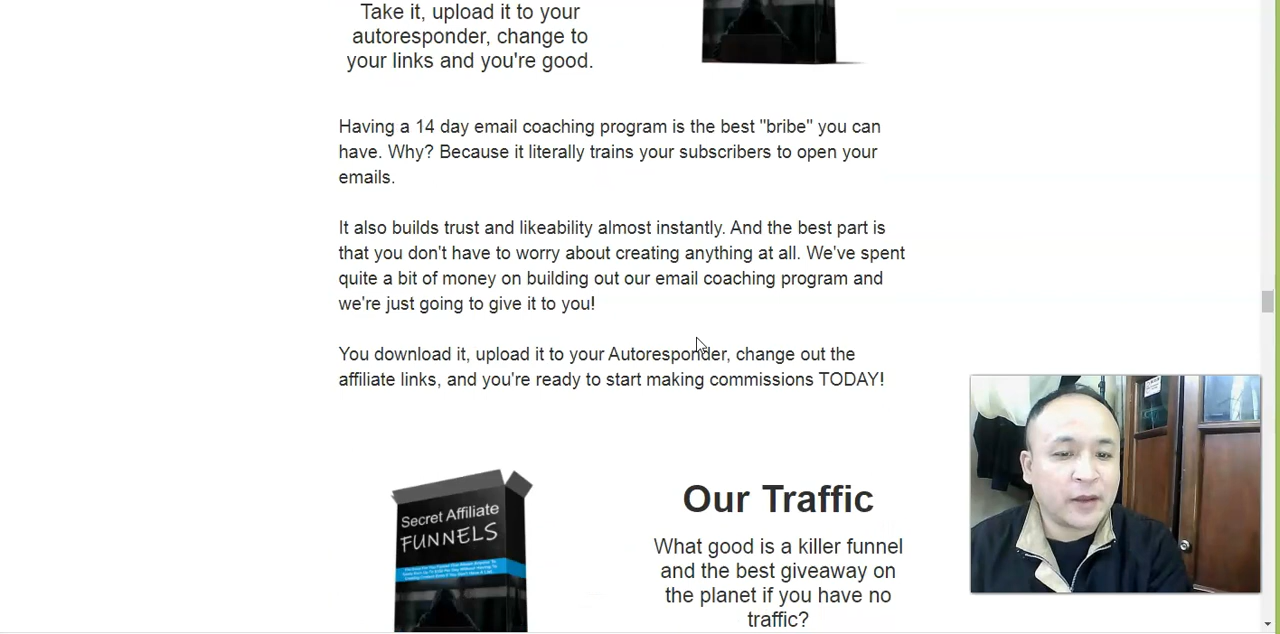 Take it, upload it to your
autoresponder, change to
your links and you're good.
Having a 14 day email coaching program is the best "bribe" you can
have. Why? Because it literally trains your subscribers to open your
emails.
It also builds trust and likeability almost instantly. And the best part is
that you don't have to worry about creating anything at all. We've spent
quite a bit of money on building out our email coaching program and
we're just going to give it to you!
You download it, upload it to your Autoresponder, change out the
affiliate links, and you're ready to start making commissions TODAY!
Secret Affiliate
FUNNELS
Our Traffic
What good is a killer funnel
and the best giveaway on
the planet if you have no
traffic?